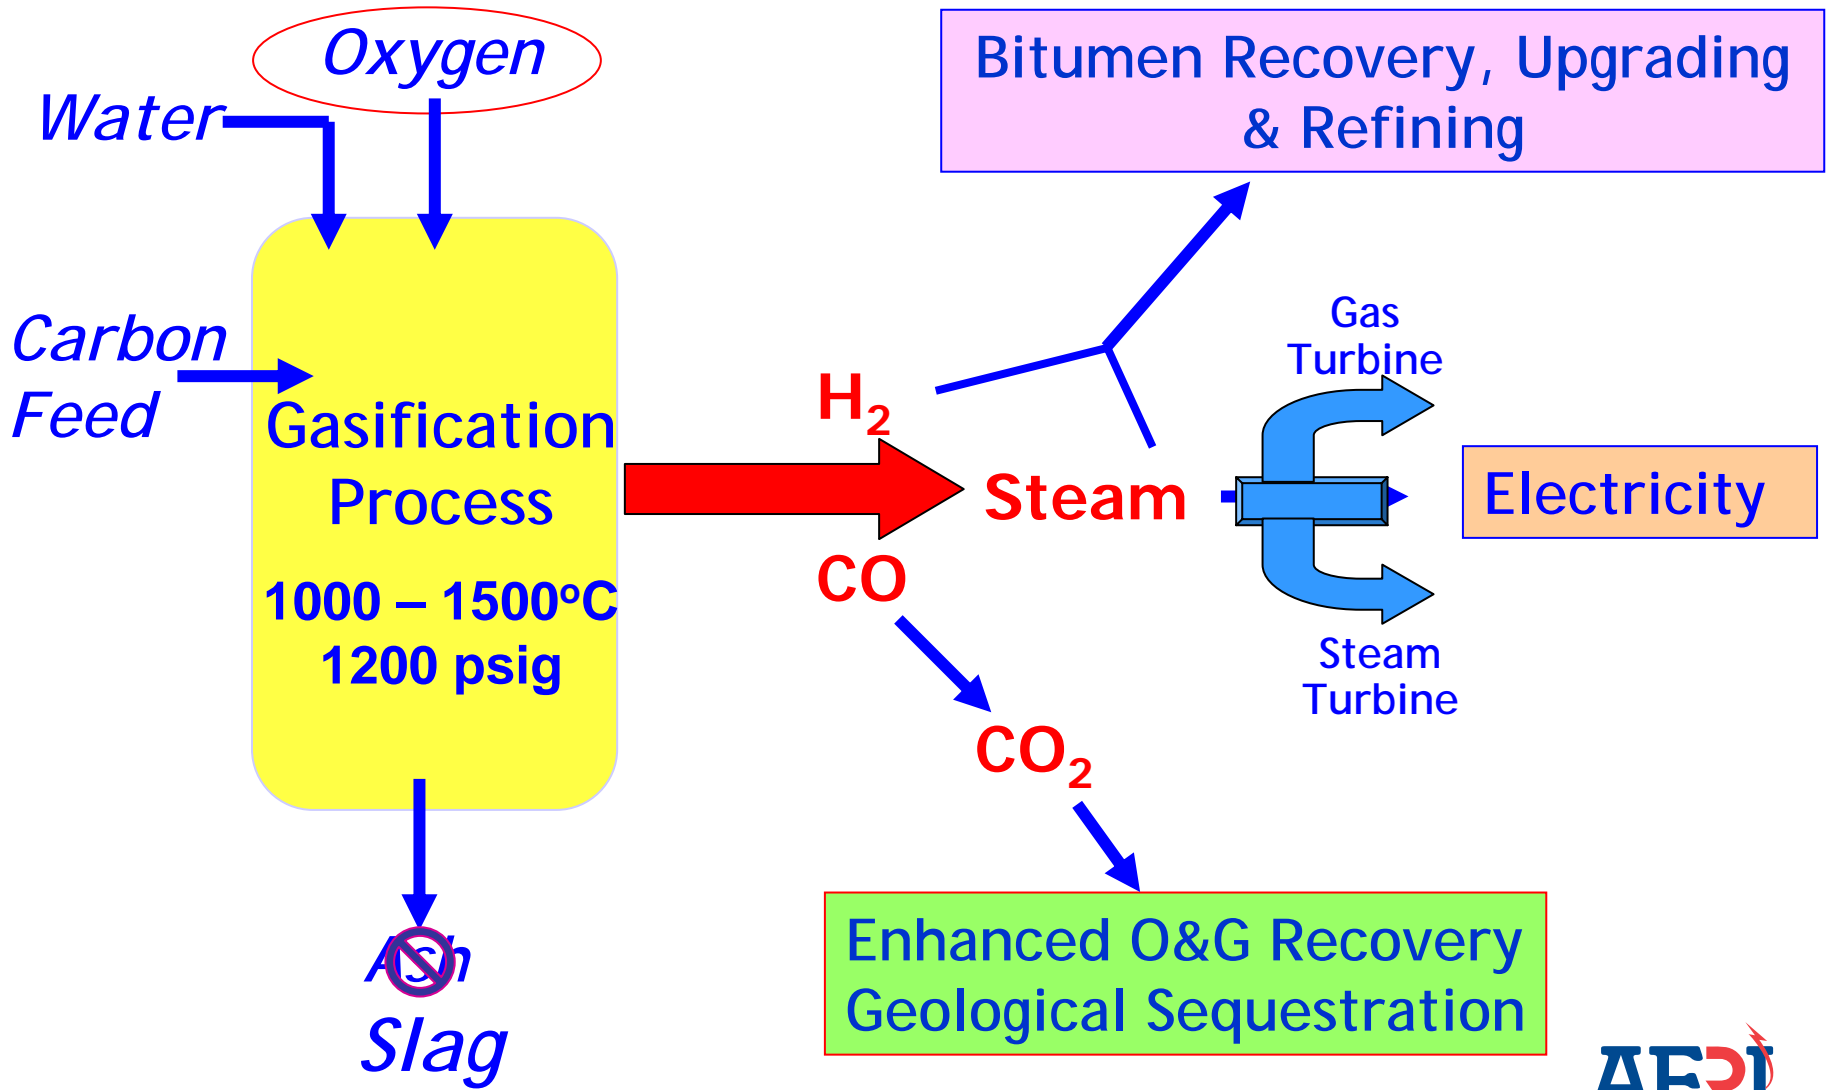 Oxygen
Water
Carbon
Feed
Gasification
Process
1000 – 1500°C
1200 psig
Ash
Slag
H₂
Steam
CO
CO₂
Bitumen Recovery, Upgrading
& Refining
Gas
Turbine
Electricity
Steam
Turbine
Enhanced O&G Recovery
Geological Sequestration